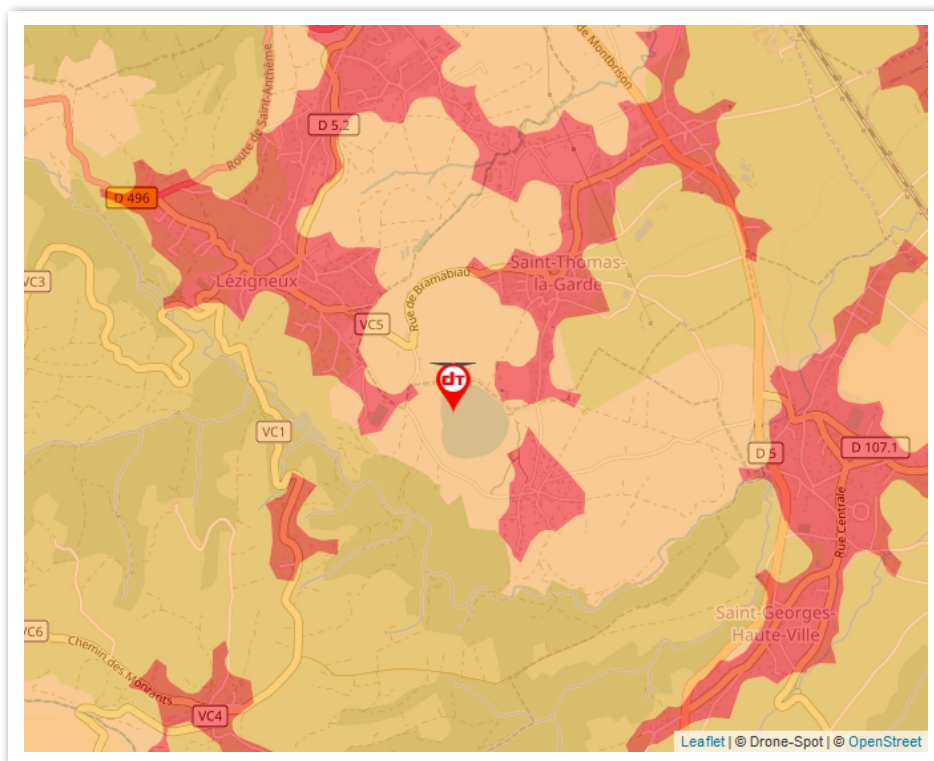 Route de Saint-Anthème
de Montbrison
D 5.2
D 496
Saint-Thomas-
la-Garde
Rue de Bramabiau
VC3
Lézigneux
VC5
dT
VC1
D 5
D 107.1
Rue Centrale
Saint-Georges-
Haute-Ville
VC6
Chemin des Montants
VC4
Leaflet | © Drone-Spot | © OpenStreet